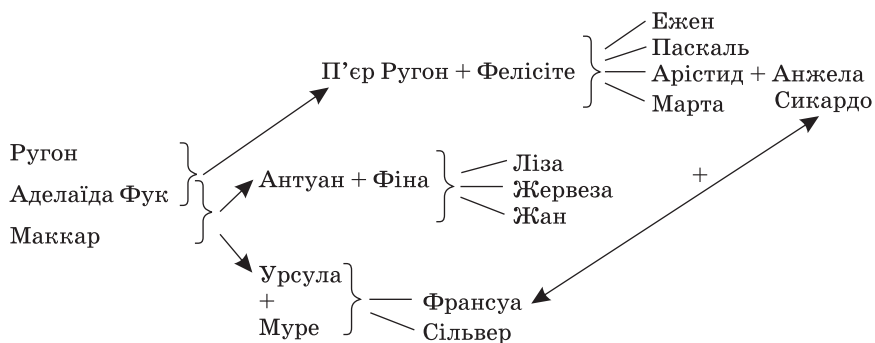 Ежен
Паскаль
П’єр Ругон + Фелісіте
Арістид + Анжела
Сикардо
Марта
Ругон
Аделаїда Фук
Маккар
Антуан + Фіна
Ліза
Жервеза
Жан
+
Урсула
+
Муре
Франсуа
Сільвер